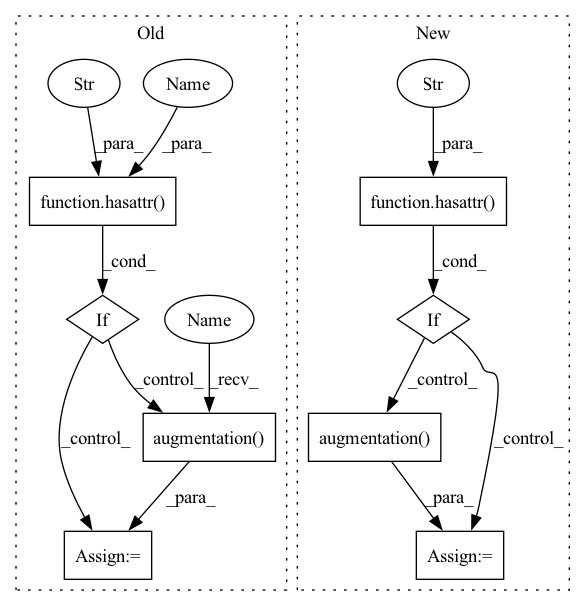 Old
New
Str
Name
Str
_para_
_para_
_para_
function.hasattr()
function.hasattr()
_cond_
_cond_
If
Name
If
_control_
_recv_
_control_
_control_
augmentation()
augmentation()
_control_
_para_
_para_
Assign:=
Assign:=